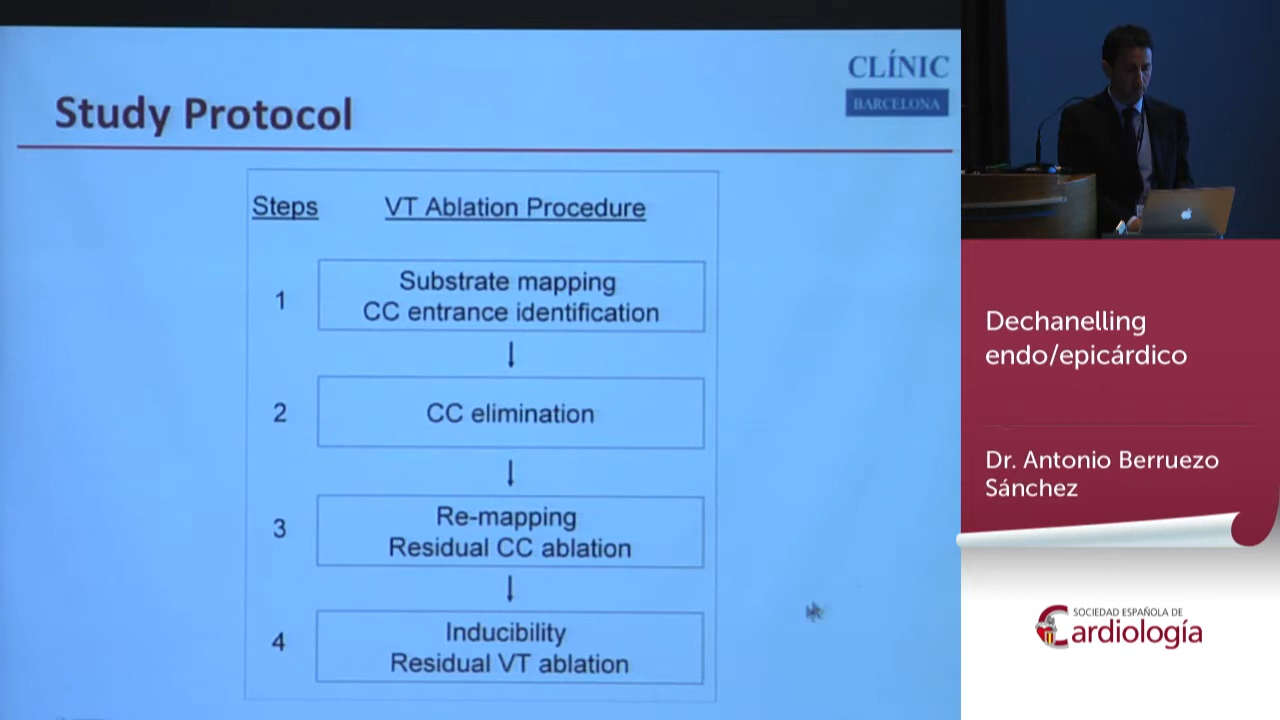 Study Protocol
CLÍNIC
BARCELONA
Steps
VT Ablation Procedure
1
Substrate mapping
CC entrance identification
2
CC elimination
3
Re-mapping
Residual CC ablation
4
Inducibility
Residual VT ablation
Dechanelling
endo/epicárdico
Dr. Antonio Berruezo
Sánchez
SOCIEDAD ESPAÑOLA DE
Cardiología